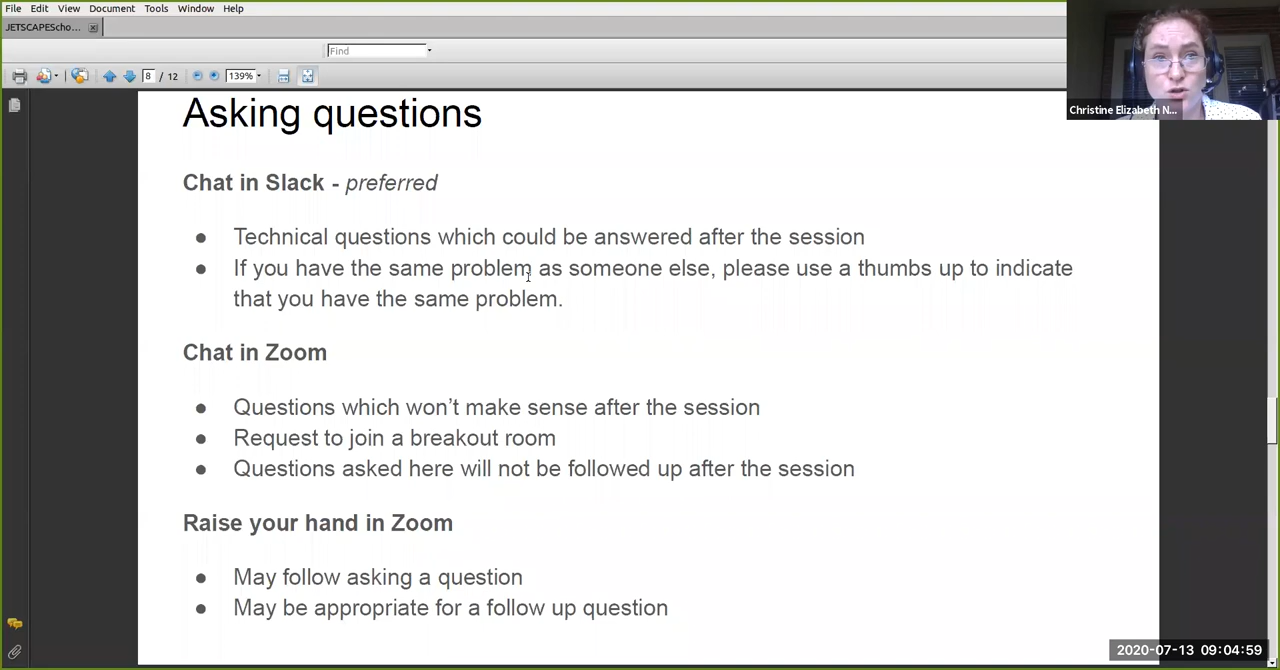 File Edit View Document Tools Window Help
JETSCAPEScho...
Find
8 / 12 139%
Christine Elizabeth N...
Asking questions
Chat in Slack - preferred
● Technical questions which could be answered after the session
● If you have the same problem as someone else, please use a thumbs up to indicate
that you have the same problem.
Chat in Zoom
● Questions which won't make sense after the session
● Request to join a breakout room
● Questions asked here will not be followed up after the session
Raise your hand in Zoom
● May follow asking a question
● May be appropriate for a follow up question
2020-07-13 09:04:59